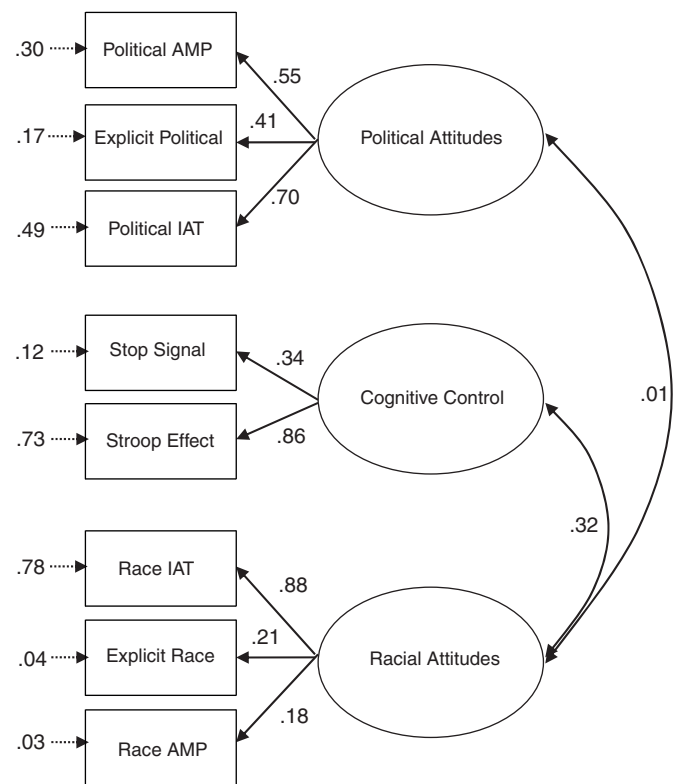 .30
Political AMP
.55
.17
Explicit Political
.41
Political Attitudes
.49
Political IAT
.70
.12
Stop Signal
.34
Cognitive Control
.01
.73
Stroop Effect
.86
.32
.78
Race IAT
.88
.04
Explicit Race
.21
Racial Attitudes
.03
Race AMP
.18